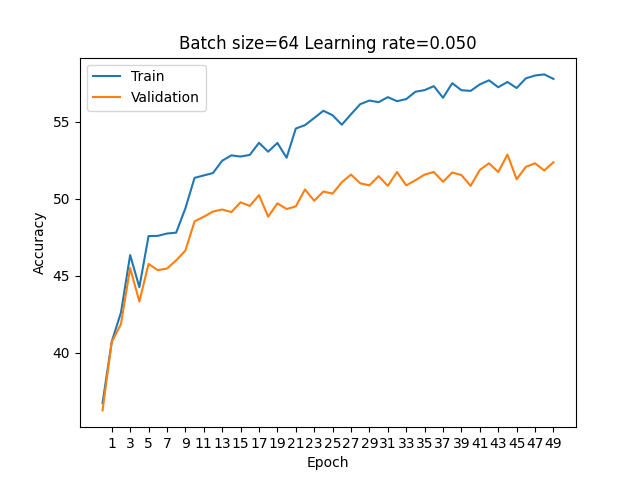 Batch size=64 Learning rate=0.050
Train
Validation
55
50
45
40
Accuracy
1 3 5 7 9 11 13 15 17 19 21 23 25 27 29 31 33 35 37 39 41 43 45 47 49
Epoch